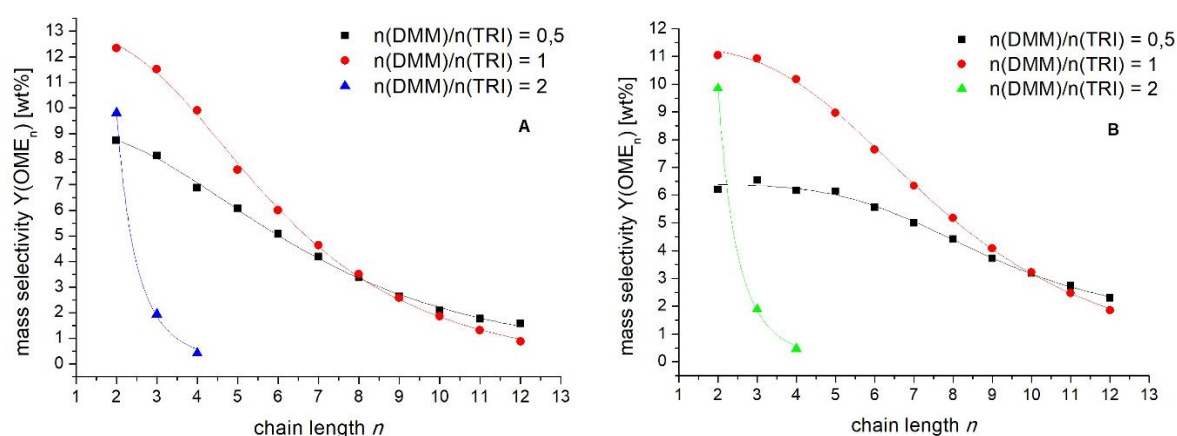 13
12
11
10
9
8
7
6
5
4
3
2
1
0
mass selectivity Y(OMEₙ) [wt%]
n(DMM)/n(TRI) = 0,5
n(DMM)/n(TRI) = 1
n(DMM)/n(TRI) = 2
A
1 2 3 4 5 6 7 8 9 10 11 12 13
chain length n
13
12
11
10
9
8
7
6
5
4
3
2
1
0
mass selectivity Y(OMEₙ) [wt%]
n(DMM)/n(TRI) = 0,5
n(DMM)/n(TRI) = 1
n(DMM)/n(TRI) = 2
B
1 2 3 4 5 6 7 8 9 10 11 12 13
chain length n